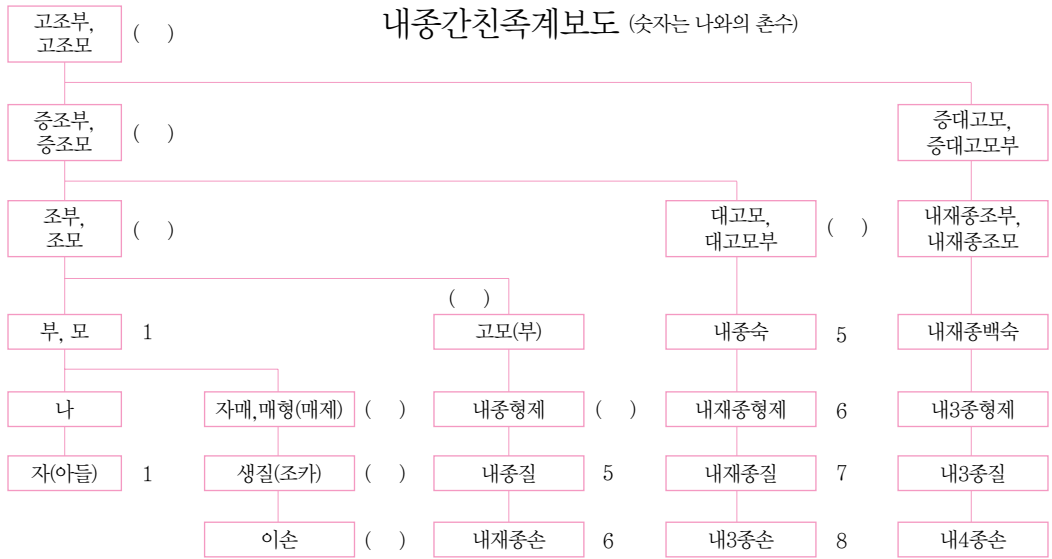 내종간친족계보도 (숫자는 나와의 촌수)
고조부,
고조모 (    )
증조부,
증조모 (    )
증대고모,
증대고모부
조부,
조모 (    )
대고모,
대고모부 (    )
내재종조부,
내재종조모
(    )
부, 모 1 고모(부) 내종숙 5 내재종백숙
나 자매,매형(매제) (    ) 내종형제 (    ) 내재종형제 6 내3종형제
자(아들) 1 생질(조카) (    ) 내종질 5 내재종질 7 내3종질
이손 (    ) 내재종손 6 내3종손 8 내4종손